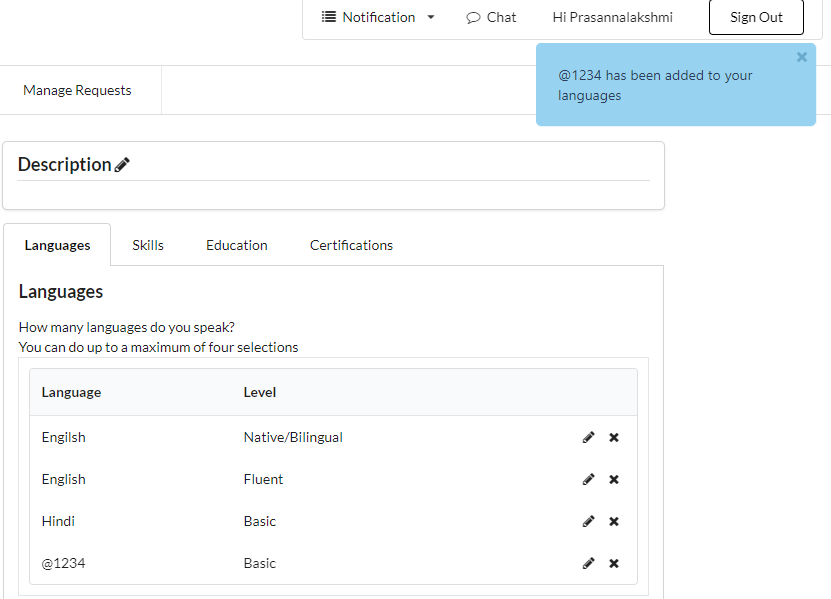 Notification Chat Hi Prasannalakshmi Sign Out
@1234 has been added to your
languages
Manage Requests
Description
Languages Skills Education Certifications
Languages
How many languages do you speak?
You can do up to a maximum of four selections
Language Level
Engilsh Native/Bilingual
English Fluent
Hindi Basic
@1234 Basic